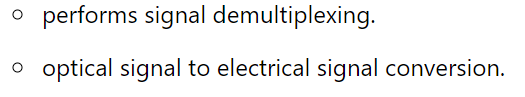 ○ performs signal demultiplexing.
○ optical signal to electrical signal conversion.